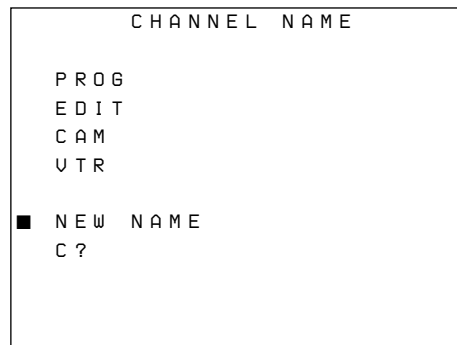 CHANNEL NAME
PROG
EDIT
CAM
VTR
■ NEW NAME
C?